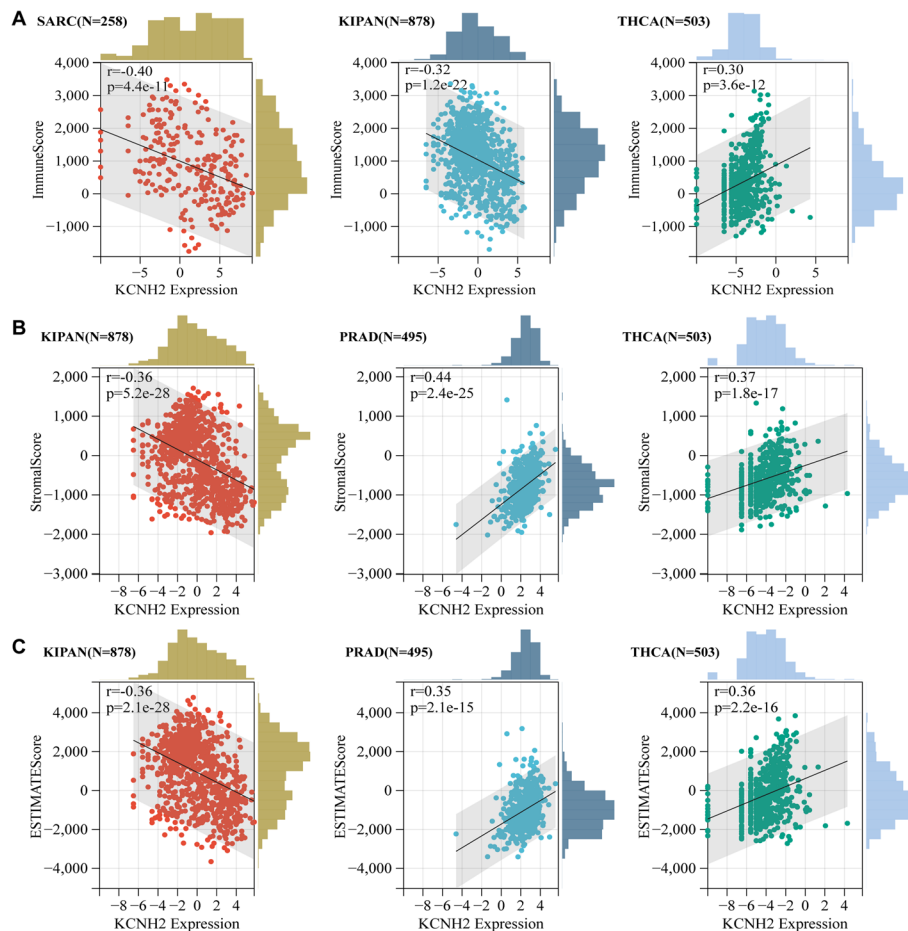 A
SARC(N=258)
KIPAN(N=878)
THCA(N=503)
r=-0.40
p=4.4e-11
r=-0.32
p=1.2e-22
r=0.30
p=3.6e-12
ImmuneScore
4,000
3,000
2,000
1,000
0
−1,000
−5
0
5
KCNH2 Expression
ImmuneScore
4,000
3,000
2,000
1,000
0
−1,000
−5
0
5
KCNH2 Expression
ImmuneScore
4,000
3,000
2,000
1,000
0
−1,000
−5
0
5
KCNH2 Expression
B
KIPAN(N=878)
PRAD(N=495)
THCA(N=503)
r=-0.36
p=5.2e-28
r=0.44
p=2.4e-25
r=0.37
p=1.8e-17
StromalScore
2,000
1,000
0
−1,000
−2,000
−3,000
−8 −6 −4 −2 0 2 4
KCNH2 Expression
StromalScore
2,000
1,000
0
−1,000
−2,000
−3,000
−8 −6 −4 −2 0 2 4
KCNH2 Expression
StromalScore
2,000
1,000
0
−1,000
−2,000
−3,000
−8 −6 −4 −2 0 2 4
KCNH2 Expression
C
KIPAN(N=878)
PRAD(N=495)
THCA(N=503)
r=-0.36
p=2.1e-28
r=0.35
p=2.1e-15
r=0.36
p=2.2e-16
ESTIMATEScore
4,000
2,000
0
−2,000
−4,000
−8 −6 −4 −2 0 2 4
KCNH2 Expression
ESTIMATEScore
4,000
2,000
0
−2,000
−4,000
−8 −6 −4 −2 0 2 4
KCNH2 Expression
ESTIMATEScore
4,000
2,000
0
−2,000
−4,000
−8 −6 −4 −2 0 2 4
KCNH2 Expression